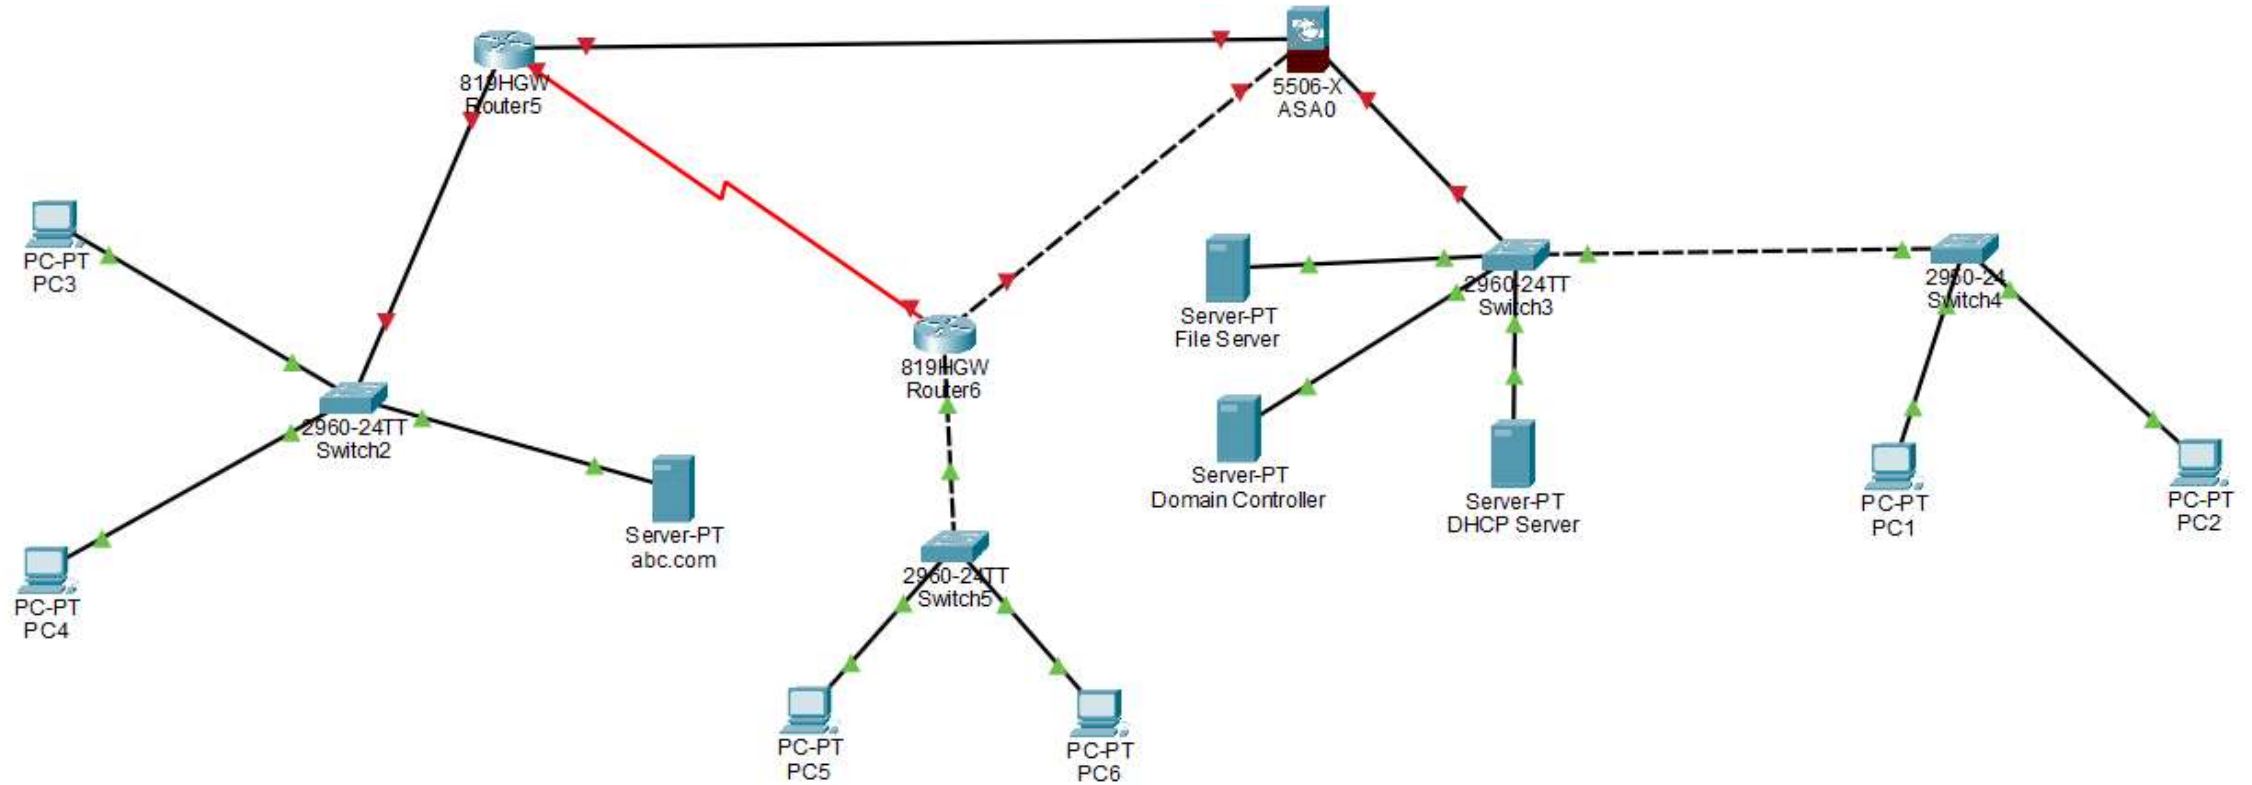 819HGW
Router5
5506-X
ASA0
PC-PT
PC3
2960-24TT
Switch2
PC-PT
PC4
Server-PT
abc.com
819HGW
Router6
2960-24TT
Switch5
PC-PT
PC5
PC-PT
PC6
Server-PT
File Server
2960-24TT
Switch3
Server-PT
Domain Controller
Server-PT
DHCP Server
2950-24
Switch4
PC-PT
PC1
PC-PT
PC2